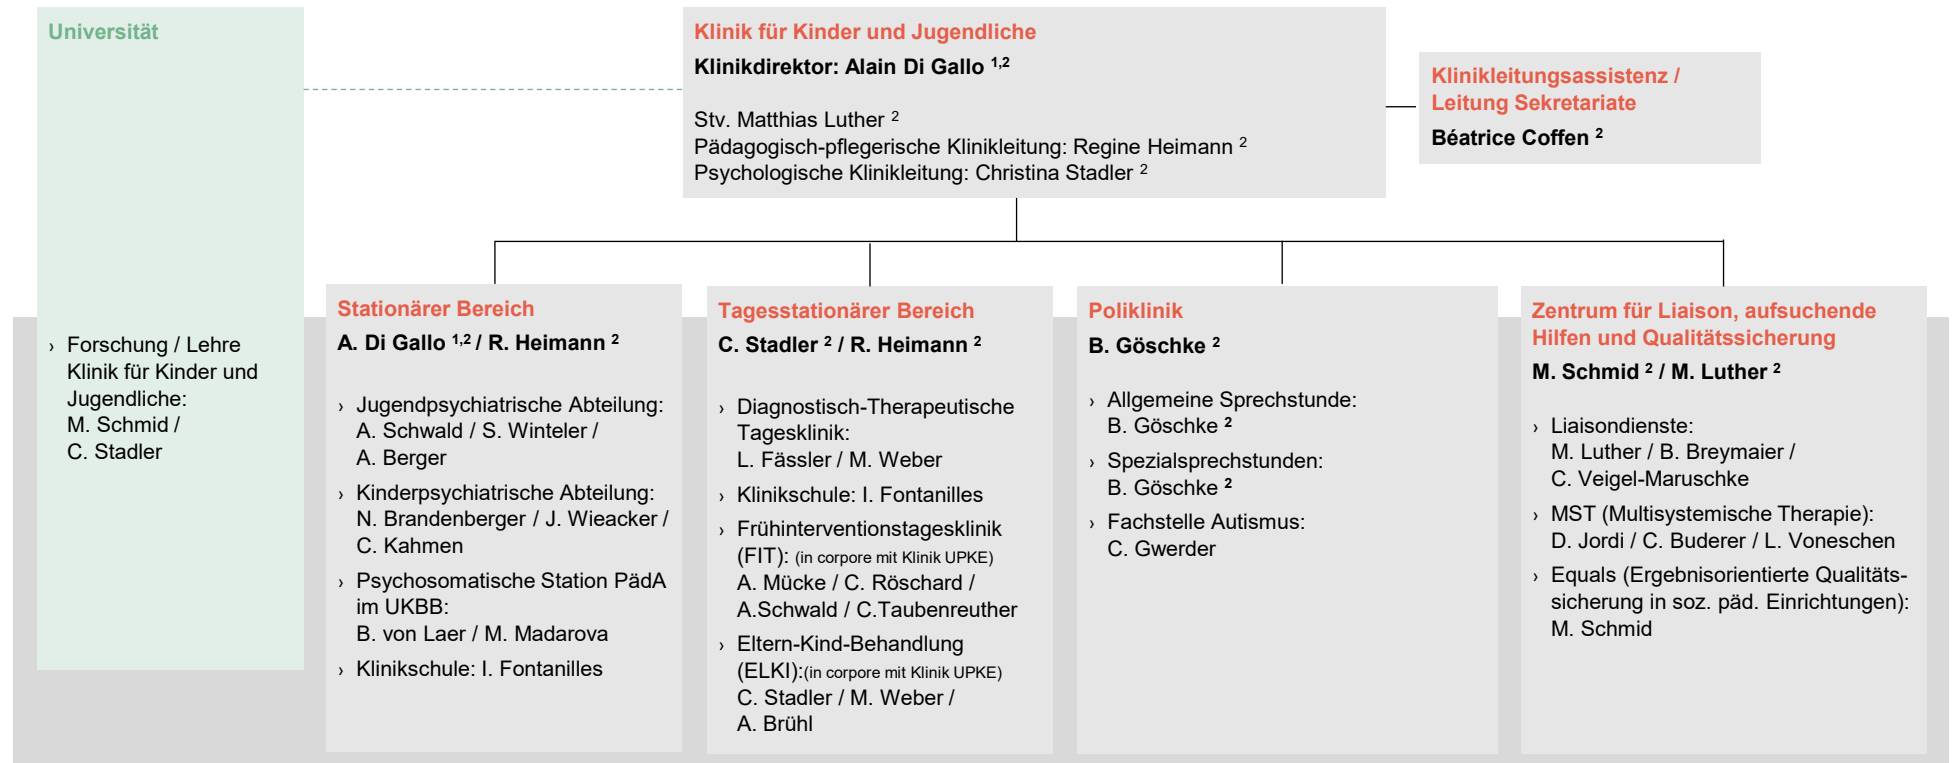 Universität
› Forschung / Lehre
Klinik für Kinder und
Jugendliche:
M. Schmid /
C. Stadler
Klinik für Kinder und Jugendliche
Klinikdirektor: Alain Di Gallo 1,2
Stv. Matthias Luther 2
Pädagogisch-pflegerische Klinikleitung: Regine Heimann 2
Psychologische Klinikleitung: Christina Stadler 2
Klinikleitungsassistenz /
Leitung Sekretariate
Béatrice Coffen 2
Stationärer Bereich
A. Di Gallo 1,2 / R. Heimann 2
› Jugendpsychiatrische Abteilung:
A. Schwald / S. Winteler /
A. Berger
› Kinderpsychiatrische Abteilung:
N. Brandenberger / J. Wieacker /
C. Kahmen
› Psychosomatische Station PädA
im UKBB:
B. von Laer / M. Madarova
› Klinikschule: I. Fontanilles
Tagesstationärer Bereich
C. Stadler 2 / R. Heimann 2
› Diagnostisch-Therapeutische
Tagesklinik:
L. Fässler / M. Weber
› Klinikschule: I. Fontanilles
› Frühinterventionstagesklinik
(FIT): (in corpore mit Klinik UPKE)
A. Mücke / C. Röschard /
A.Schwald / C.Taubenreuther
› Eltern-Kind-Behandlung
(ELKI):(in corpore mit Klinik UPKE)
C. Stadler / M. Weber /
A. Brühl
Poliklinik
B. Göschke 2
› Allgemeine Sprechstunde:
B. Göschke 2
› Spezialsprechstunden:
B. Göschke 2
› Fachstelle Autismus:
C. Gwerder
Zentrum für Liaison, aufsuchende
Hilfen und Qualitätssicherung
M. Schmid 2 / M. Luther 2
› Liaisondienste:
M. Luther / B. Breymaier /
C. Veigel-Maruschke
› MST (Multisystemische Therapie):
D. Jordi / C. Buderer / L. Voneschen
› Equals (Ergebnisorientierte Qualitäts-
sicherung in soz. päd. Einrichtungen):
M. Schmid